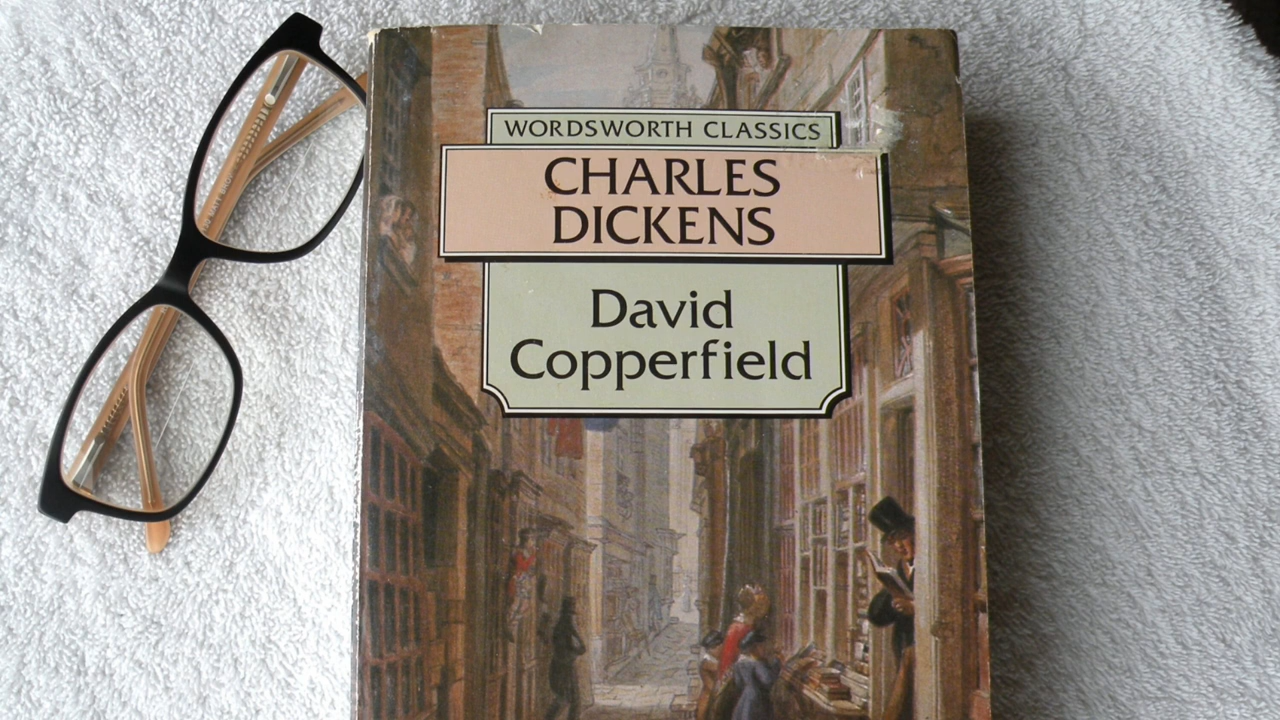 WORDSWORTH CLASSICS
CHARLES
DICKENS
David
Copperfield